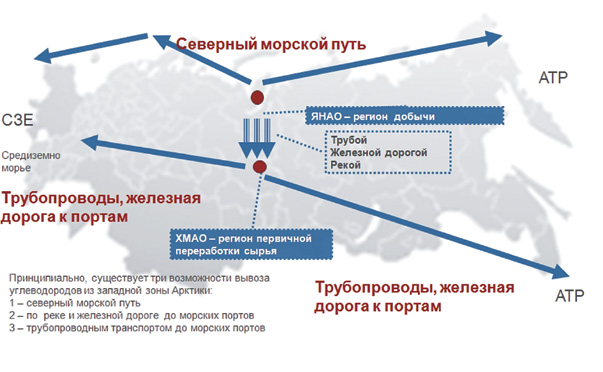 Северный морской путь
АТР
ЯНАО – регион добычи
СЗЕ
Трубой
Железной дорогой
Рекой
Средиземно
морье
Трубопроводы, железная
дорога к портам
ХМАО – регион первичной
переработки сырья
Принципиально, существует три возможности вывоза
углеводородов из западной зоны Арктики:
1 – северный морской путь
2 – по реке и железной дороге до морских портов
3 – трубопроводным транспортом до морских портов
Трубопроводы, железная
дорога к портам
АТР